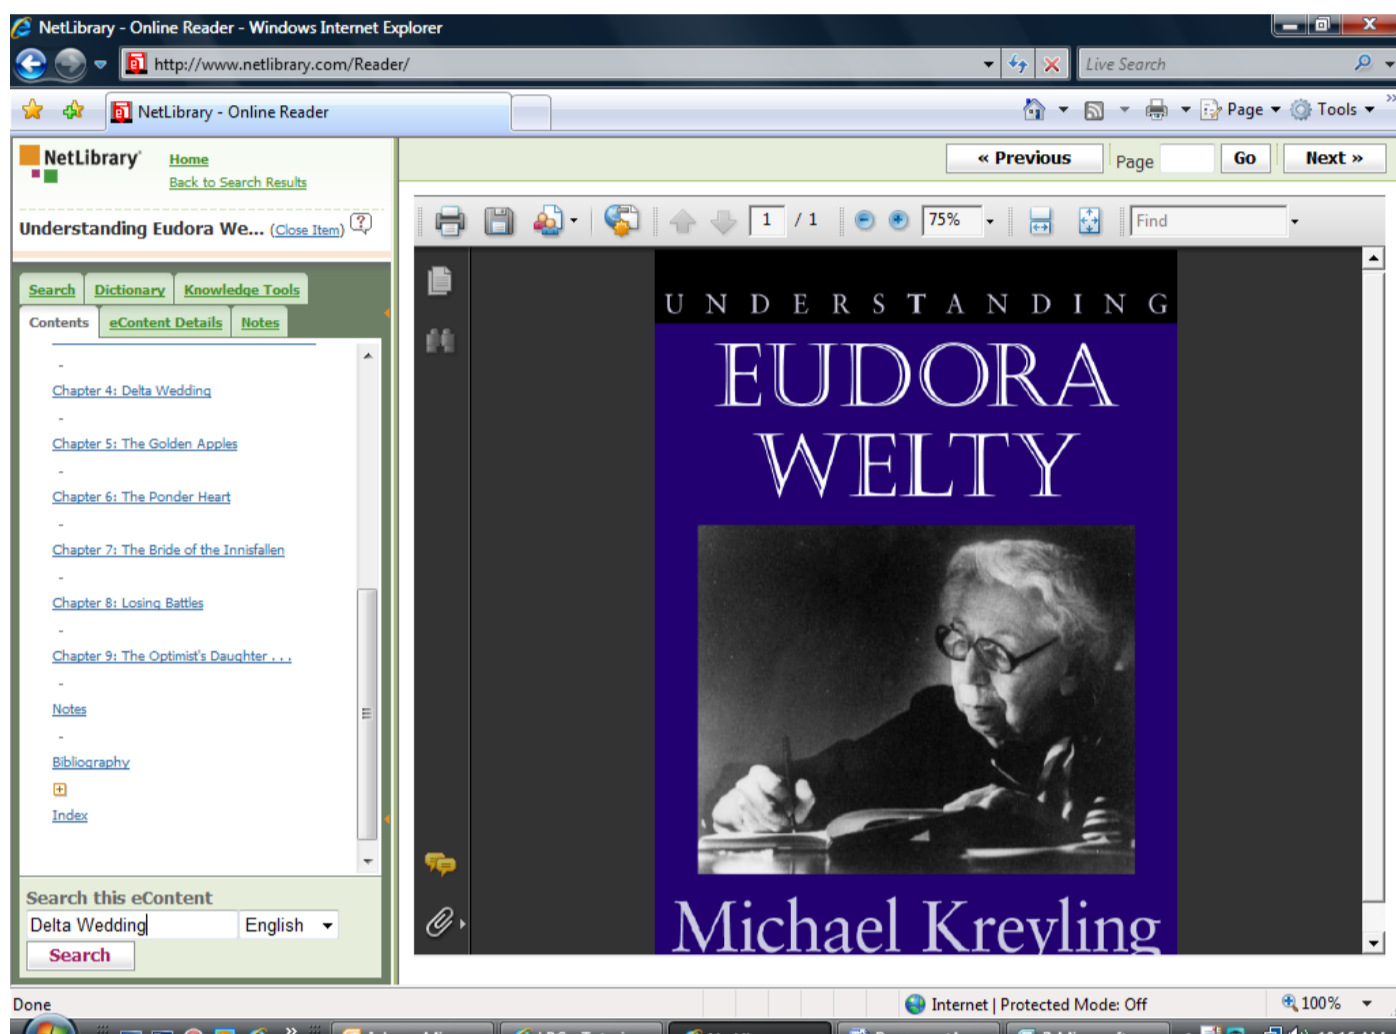 NetLibrary - Online Reader - Windows Internet Explorer
http://www.netlibrary.com/Reader/
Live Search
NetLibrary - Online Reader
Page
Tools
NetLibrary
Home
Back to Search Results
« Previous
Page
Go
Next »
Understanding Eudora We... (Close Item) ?
1 / 1
75%
Find
Search
Dictionary
Knowledge Tools
Contents
eContent Details
Notes
Chapter 4: Delta Wedding
Chapter 5: The Golden Apples
Chapter 6: The Ponder Heart
Chapter 7: The Bride of the Innisfallen
Chapter 8: Losing Battles
Chapter 9: The Optimist's Daughter . . .
Notes
Bibliography
Index
Search this eContent
Delta Wedding
English
Search
UNDERSTANDING
EUDORA
WELTY
Michael Kreyling
Done
Internet | Protected Mode: Off
100%